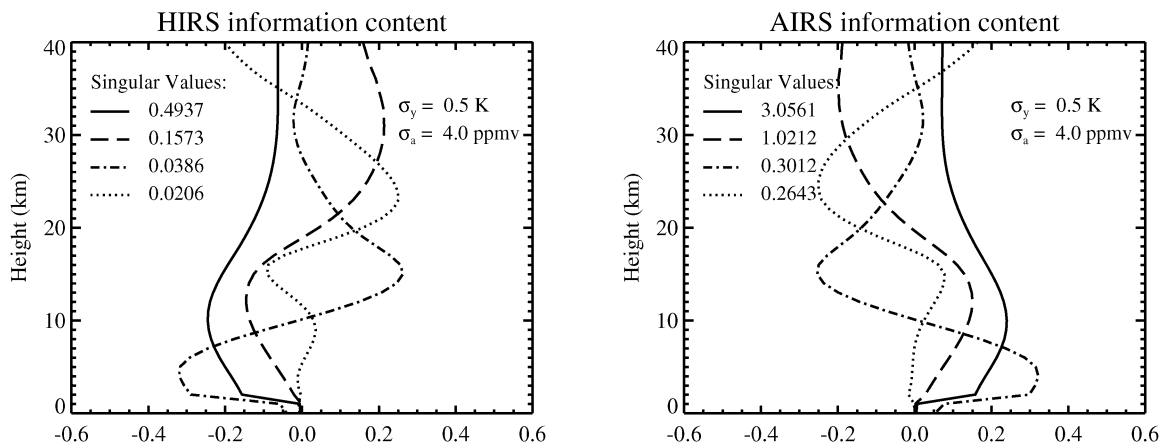 HIRS information content
40
30
20
10
0
Height (km)
Singular Values:
0.4937
0.1573
0.0386
0.0206
σy = 0.5 K
σa = 4.0 ppmv
-0.6 -0.4 -0.2 0.0 0.2 0.4 0.6
AIRS information content
40
30
20
10
0
Height (km)
Singular Values:
3.0561
1.0212
0.3012
0.2643
σy = 0.5 K
σa = 4.0 ppmv
-0.6 -0.4 -0.2 0.0 0.2 0.4 0.6